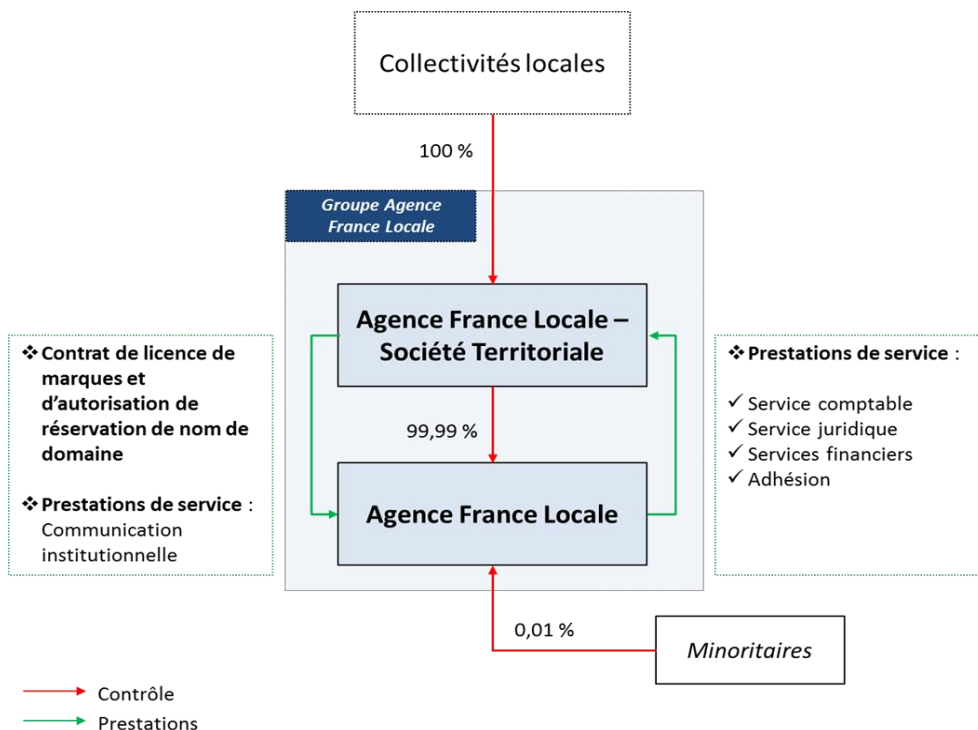 Collectivités locales
100 %
Groupe Agence
France Locale
Agence France Locale –
Société Territoriale
❖ Contrat de licence de
marques et
d’autorisation de
réservation de nom de
domaine
❖ Prestations de service :
Communication
institutionnelle
99,99 %
❖ Prestations de service :
✓ Service comptable
✓ Service juridique
✓ Services financiers
✓ Adhésion
Agence France Locale
0,01 %
Minoritaires
Contrôle
Prestations